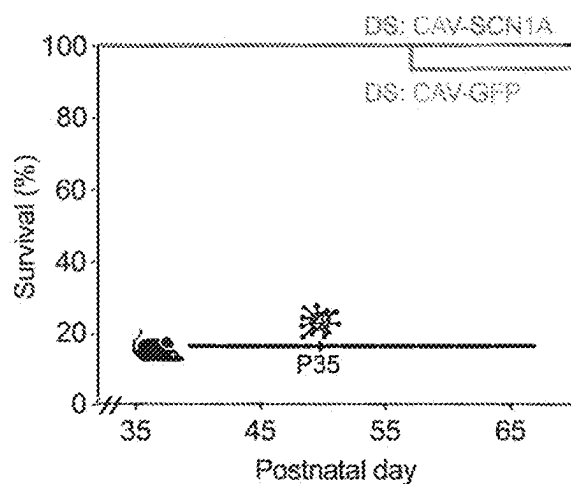 DS: CAV-SCN1A
100
DS: CAV-GFP
80
60
40
20
P35
0
35 45 55 65
Survival (%)
Postnatal day